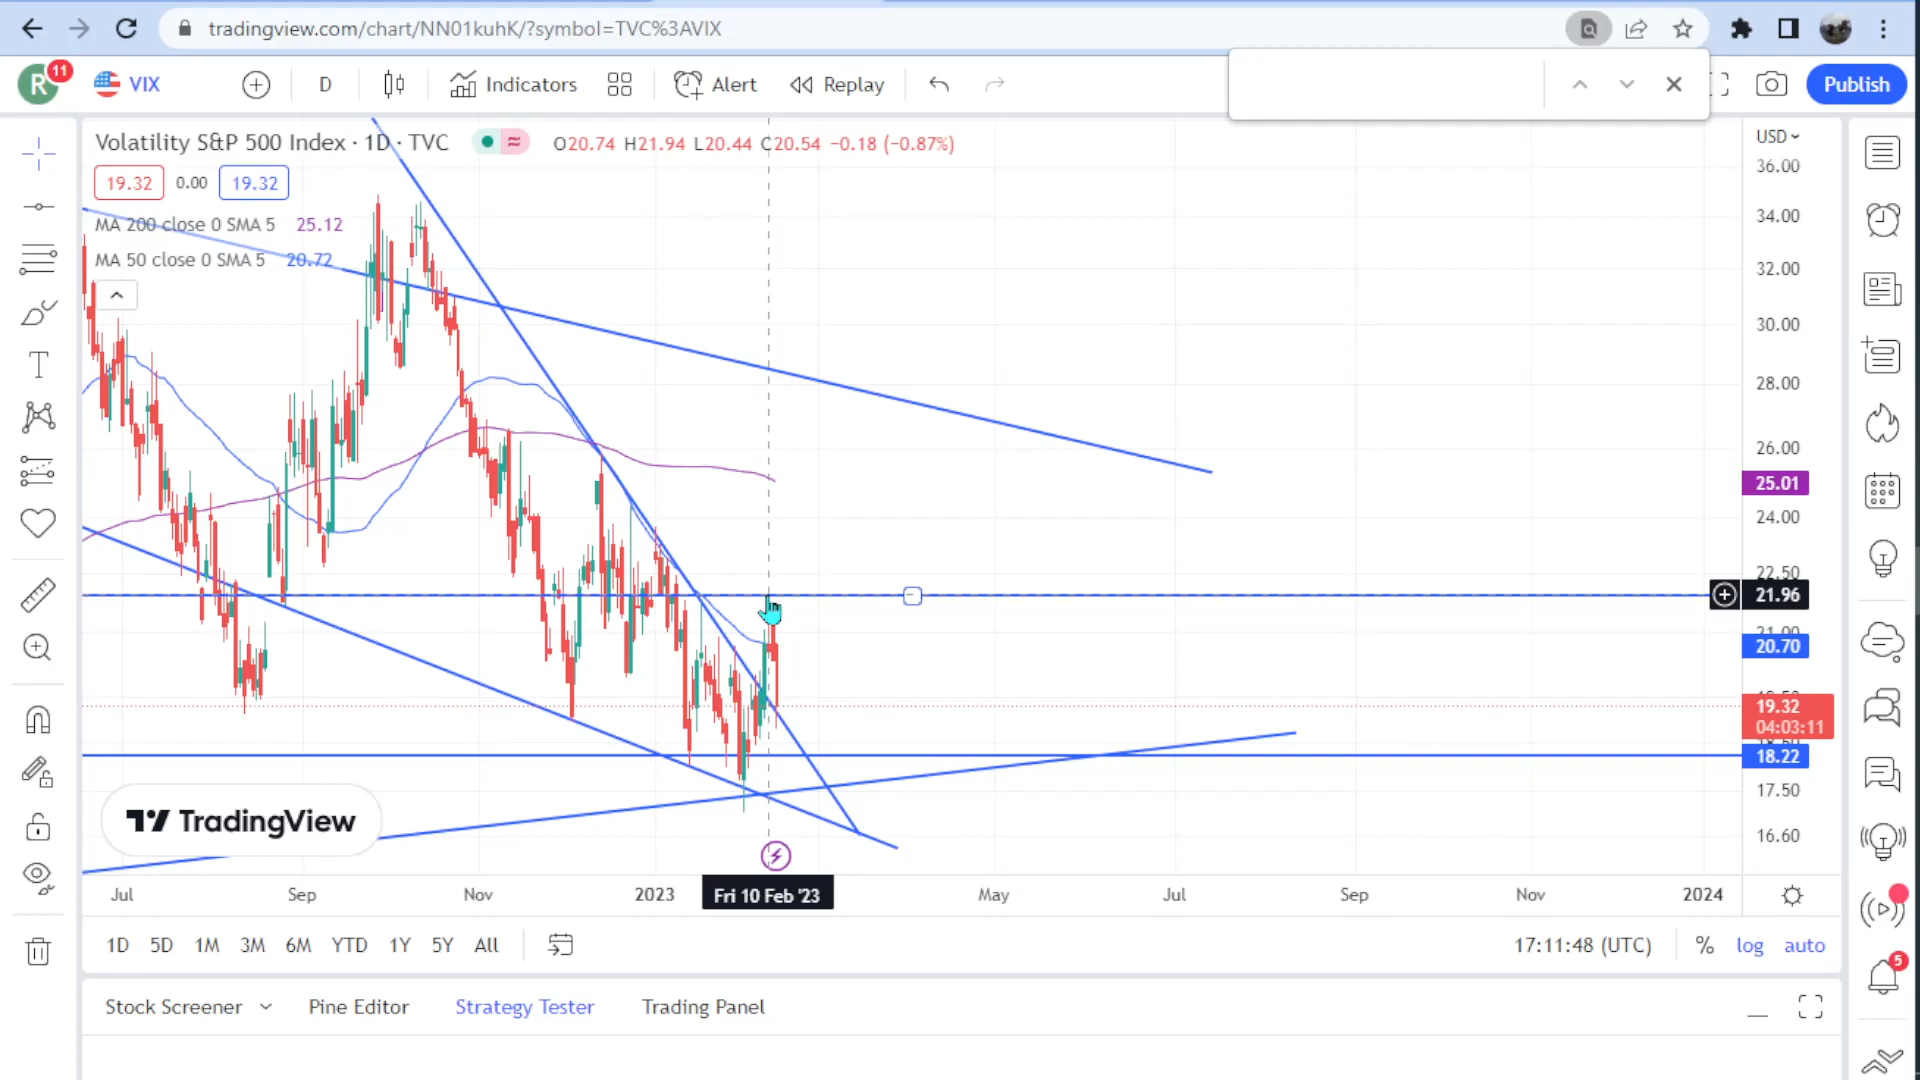 tradingview.com/chart/NN01kuhK/?symbol=TVC%3AVIX
R 11 VIX D Indicators Alert Replay Publish
Volatility S&P 500 Index · 1D · TVC O20.74 H21.94 L20.44 C20.54 −0.18 (−0.87%)
19.32 0.00 19.32
MA 200 close 0 SMA 5 25.12
MA 50 close 0 SMA 5 20.72
USD
36.00
34.00
32.00
30.00
28.00
26.00
25.01
24.00
22.50
21.96
21.00
20.70
19.32
04:03:11
18.22
17.50
16.60
TradingView
Jul Sep Nov 2023 Fri 10 Feb '23 May Jul Sep Nov 2024
1D 5D 1M 3M 6M YTD 1Y 5Y All 17:11:48 (UTC) % log auto
5
Stock Screener Pine Editor Strategy Tester Trading Panel